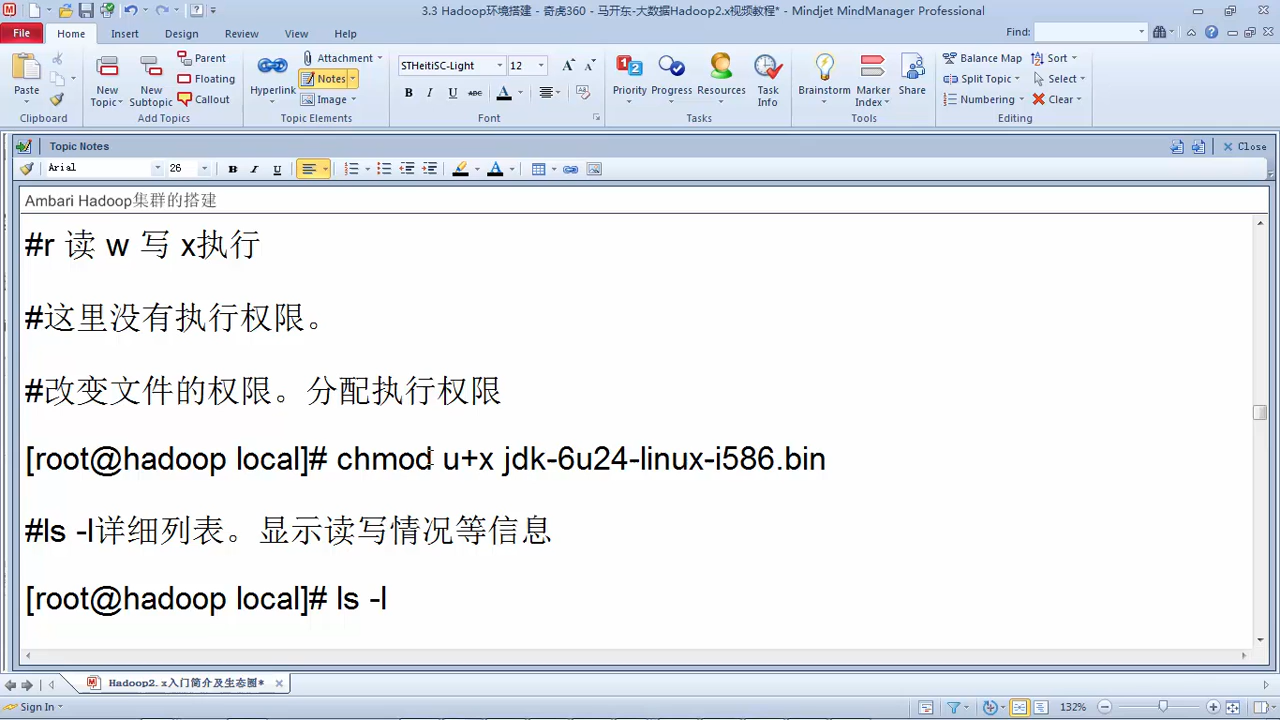 3.3 Hadoop环境搭建 - 奇虎360 - 马开东-大数据Hadoop2.x视频教程* - Mindjet MindManager Professional
File Home Insert Design Review View Help Find:
Paste New Topic New Subtopic Parent Floating Callout Hyperlink Attachment Notes Image STHeitiSC-Light 12 B I U ABC A Priority Progress Resources Task Info Brainstorm Marker Index Share Balance Map Split Topic Numbering Sort Select Clear
Clipboard Add Topics Topic Elements Font Tasks Tools Editing
Topic Notes Close
Arial 26 B I U A
Ambari Hadoop集群的搭建
#r 读 w 写 x执行
#这里没有执行权限。
#改变文件的权限。分配执行权限
[root@hadoop local]# chmod u+x jdk-6u24-linux-i586.bin
#ls -l详细列表。显示读写情况等信息
[root@hadoop local]# ls -l
Hadoop2. x入门简介及生态圈*
Sign In 132%